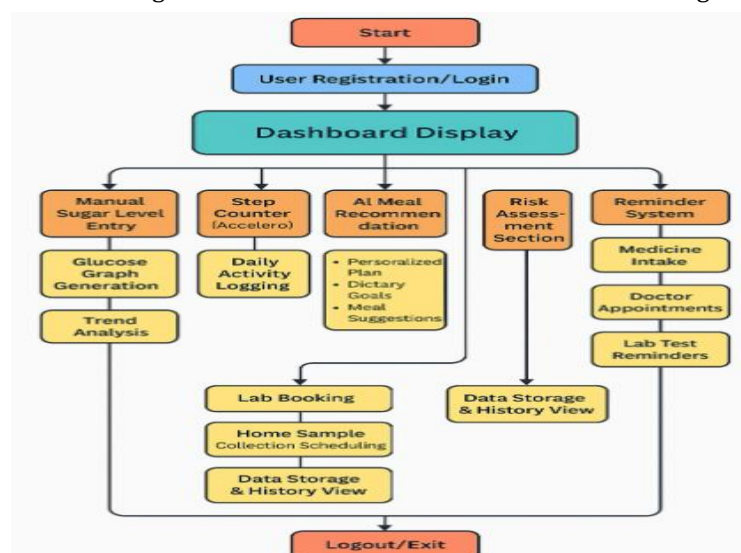 Start
User Registration/Login
Dashboard Display
Manual
Sugar Level
Entry
Glucose
Graph
Generation
Trend
Analysis
Step
Counter
(Accelero)
Daily
Activity
Logging
AI Meal
Recommen
dation
• Persoralized
Plan
• Dictary
Goals
• Meal
Suggestions
Risk
Assess-
ment
Section
Reminder
System
Medicine
Intake
Doctor
Appointments
Lab Test
Reminders
Lab Booking
Home Sample
Collection Scheduling
Data Storage
& History View
Data Storage
& History View
Logout/Exit